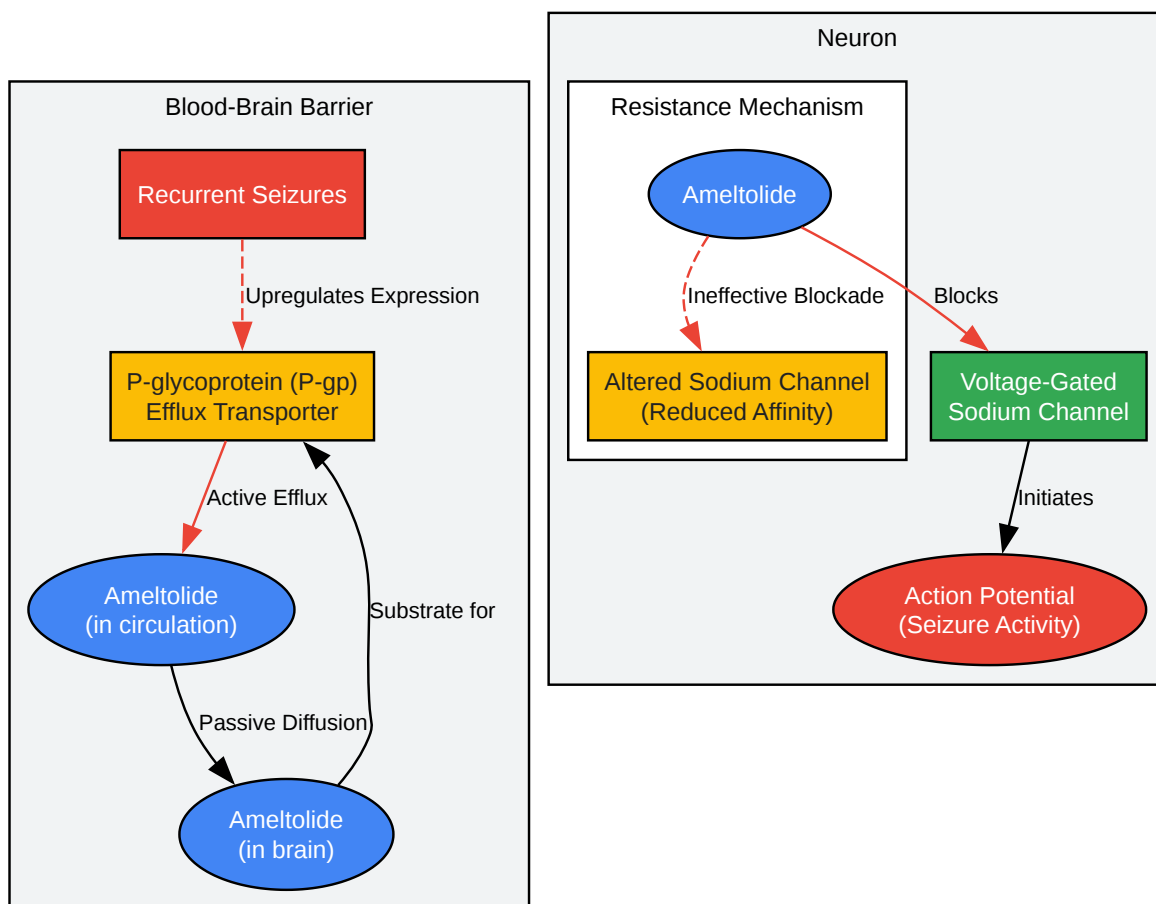 Blood-Brain Barrier
Recurrent Seizures
Upregulates Expression
P-glycoprotein (P-gp)
Efflux Transporter
Active Efflux
Ameltolide
(in circulation)
Substrate for
Passive Diffusion
Ameltolide
(in brain)
Neuron
Resistance Mechanism
Ameltolide
Ineffective Blockade
Blocks
Altered Sodium Channel
(Reduced Affinity)
Voltage-Gated
Sodium Channel
Initiates
Action Potential
(Seizure Activity)